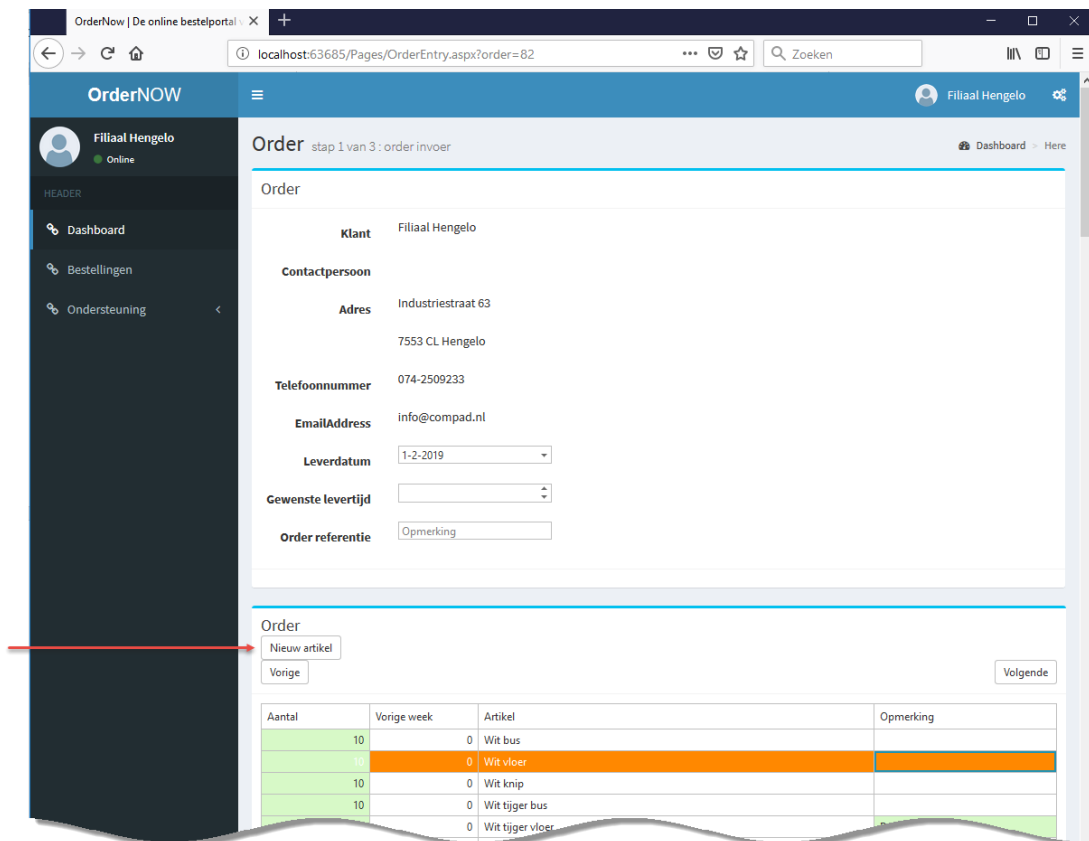 OrderNow | De online bestelportal
localhost:63685/Pages/OrderEntry.aspx?order=82
Zoeken
OrderNOW
Filiaal Hengelo
Filiaal Hengelo
Online
Order stap 1 van 3 : order invoer
Dashboard > Here
HEADER
Dashboard
Bestellingen
Ondersteuning
Order
Klant Filiaal Hengelo
Contactpersoon
Adres Industriestraat 63
7553 CL Hengelo
Telefoonnummer 074-2509233
EmailAddress info@compad.nl
Leverdatum 1-2-2019
Gewenste levertijd
Order referentie Opmerking
Order
Nieuw artikel
Vorige Volgende
Aantal Vorige week Artikel Opmerking
10 0 Wit bus
10 0 Wit vloer
10 0 Wit knip
10 0 Wit tijger bus
0 Wit tijger vloer